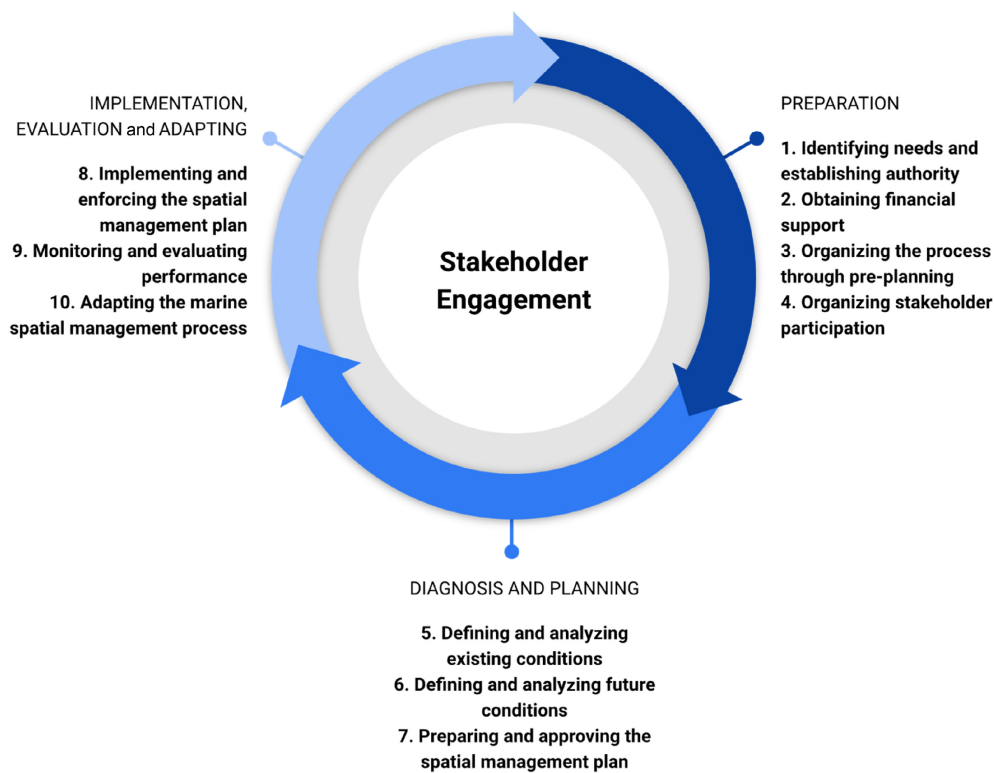 IMPLEMENTATION,
EVALUATION and ADAPTING
8. Implementing and
enforcing the spatial
management plan
9. Monitoring and evaluating
performance
10. Adapting the marine
spatial management process
Stakeholder
Engagement
PREPARATION
1. Identifying needs and
establishing authority
2. Obtaining financial
support
3. Organizing the process
through pre-planning
4. Organizing stakeholder
participation
DIAGNOSIS AND PLANNING
5. Defining and analyzing
existing conditions
6. Defining and analyzing future
conditions
7. Preparing and approving the
spatial management plan